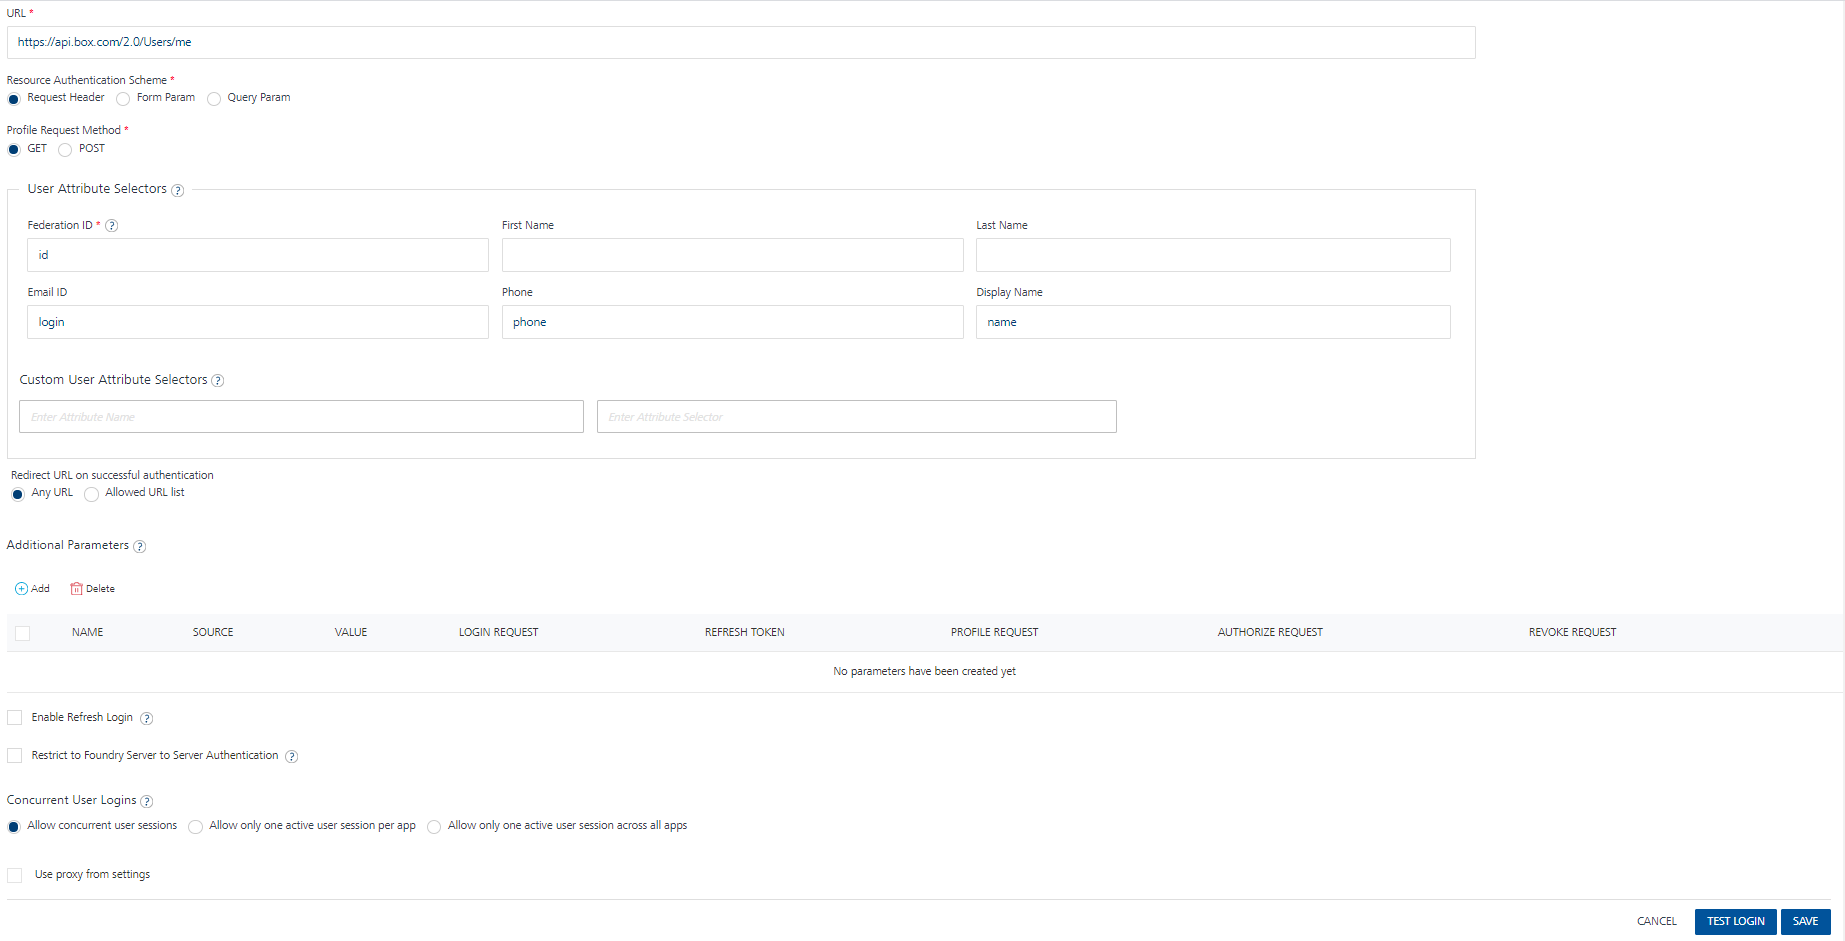 URL *
https://api.box.com/2.0/Users/me
Resource Authentication Scheme *
Request Header Form Param Query Param
Profile Request Method *
GET POST
User Attribute Selectors ?
Federation ID * ? First Name Last Name
id
Email ID Phone Display Name
login phone name
Custom User Attribute Selectors ?
Enter Attribute Name Enter Attribute Selector
Redirect URL on successful authentication
Any URL Allowed URL list
Additional Parameters ?
Add Delete
NAME SOURCE VALUE LOGIN REQUEST REFRESH TOKEN PROFILE REQUEST AUTHORIZE REQUEST REVOKE REQUEST
No parameters have been created yet
Enable Refresh Login ?
Restrict to Foundry Server to Server Authentication ?
Concurrent User Logins ?
Allow concurrent user sessions Allow only one active user session per app Allow only one active user session across all apps
Use proxy from settings
CANCEL TEST LOGIN SAVE